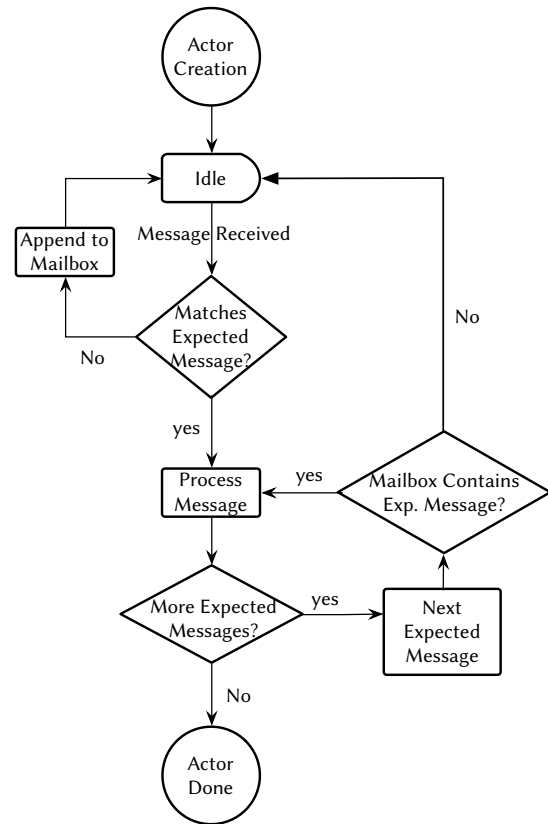 Actor
Creation
Idle
Message Received
Append to
Mailbox
Matches
Expected
Message?
No
No
yes
Process
Message
yes
Mailbox Contains
Exp. Message?
More Expected
Messages?
yes
Next
Expected
Message
No
Actor
Done